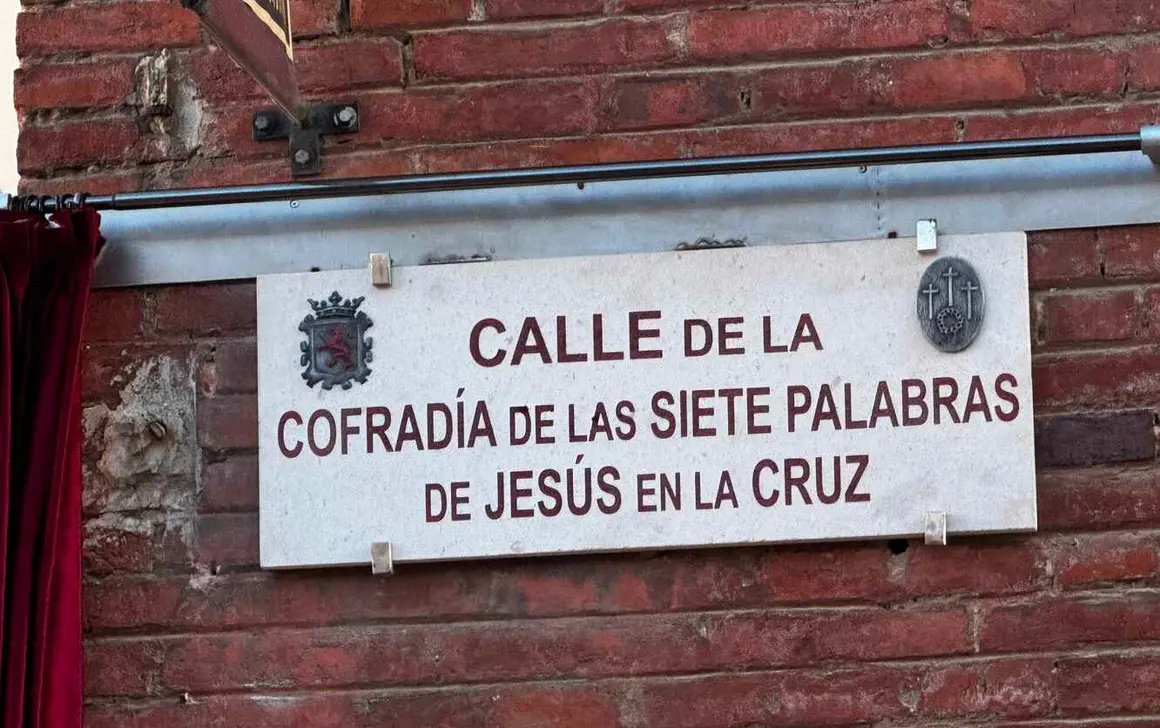 CALLE DE LA
COFRADÍA DE LAS SIETE PALABRAS
DE JESÚS EN LA CRUZ